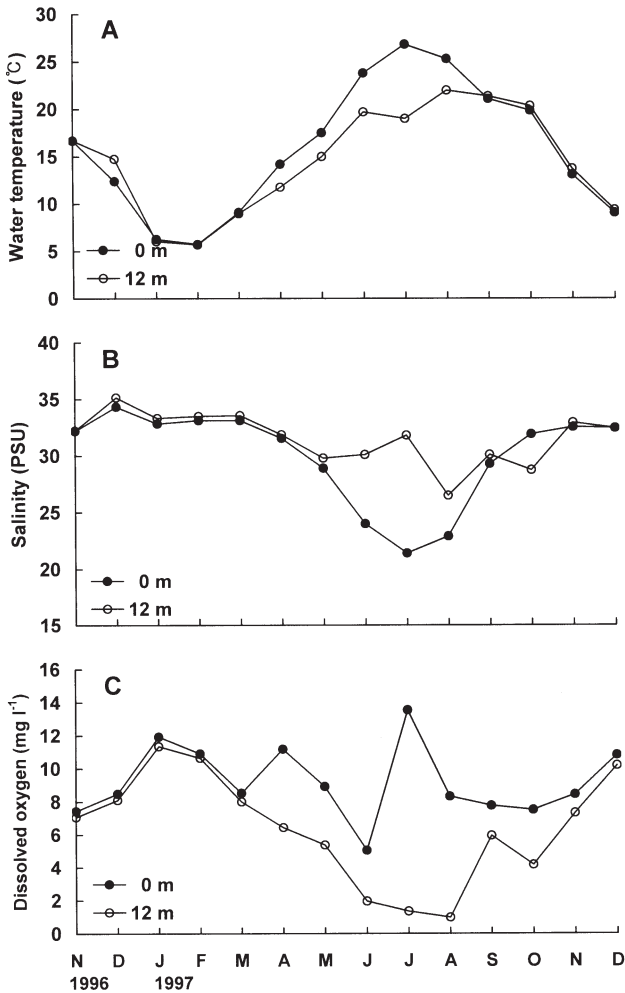 A
Water temperature (℃)
30
25
20
15
10
5
0
0 m
12 m
B
Salinity (PSU)
40
35
30
25
20
15
0 m
12 m
C
Dissolved oxygen (mg l-1)
16
14
12
10
8
6
4
2
0
0 m
12 m
N D J F M A M J J A S O N D
1996 1997